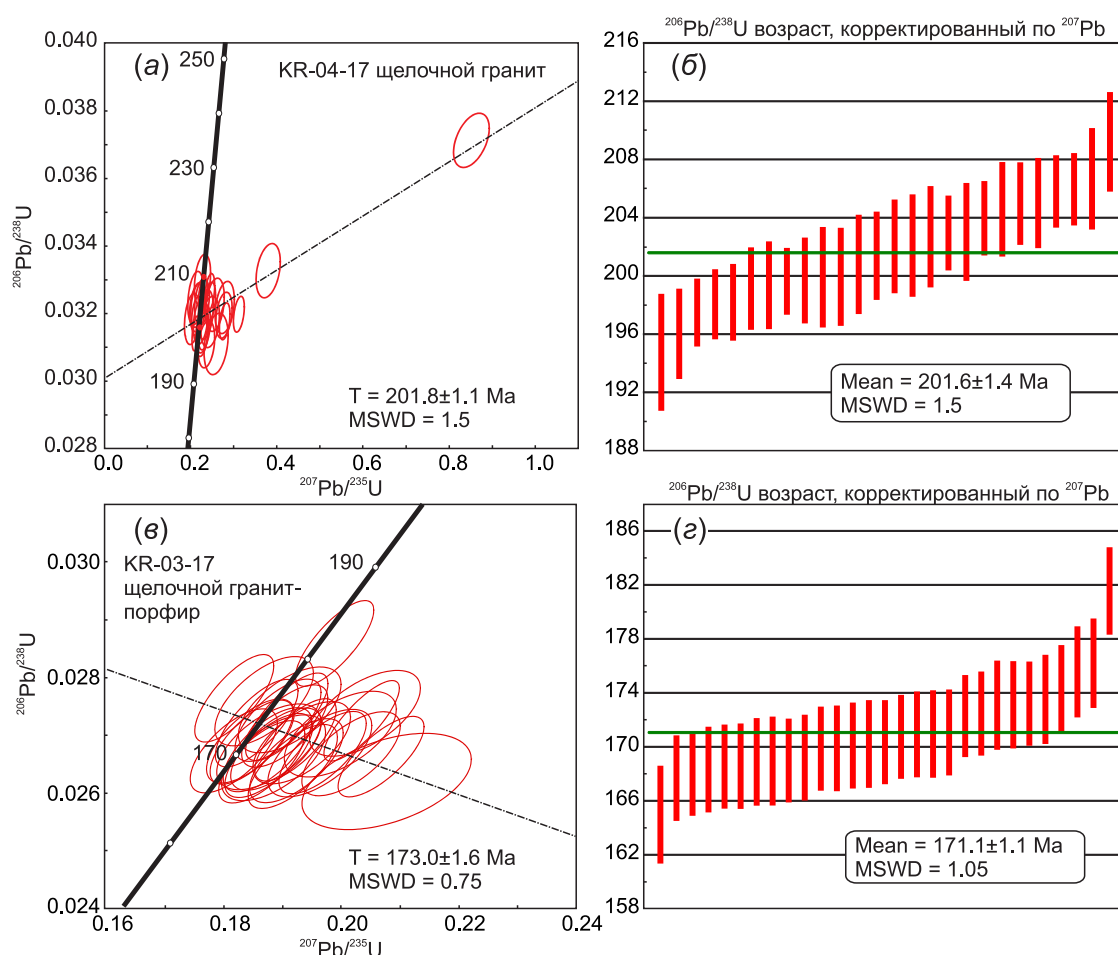 (а)
KR-04-17 щелочной гранит
0.040
0.038
0.036
0.034
0.032
0.030
0.028
²⁰⁶Pb/²³⁸U
250
230
210
190
T = 201.8±1.1 Ma
MSWD = 1.5
0.0
0.2
0.4
0.6
0.8
1.0
²⁰⁷Pb/²³⁵U
²⁰⁶Pb/²³⁸U возраст, корректированный по ²⁰⁷Pb
(б)
216
212
208
204
200
196
192
188
Mean = 201.6±1.4 Ma
MSWD = 1.5
(в)
KR-03-17
щелочной гранит-
порфир
0.030
0.028
0.026
0.024
²⁰⁶Pb/²³⁸U
190
170
T = 173.0±1.6 Ma
MSWD = 0.75
0.16
0.18
0.20
0.22
0.24
²⁰⁷Pb/²³⁵U
²⁰⁶Pb/²³⁸U возраст, корректированный по ²⁰⁷Pb
(г)
186
182
178
174
170
166
162
158
Mean = 171.1±1.1 Ma
MSWD = 1.05